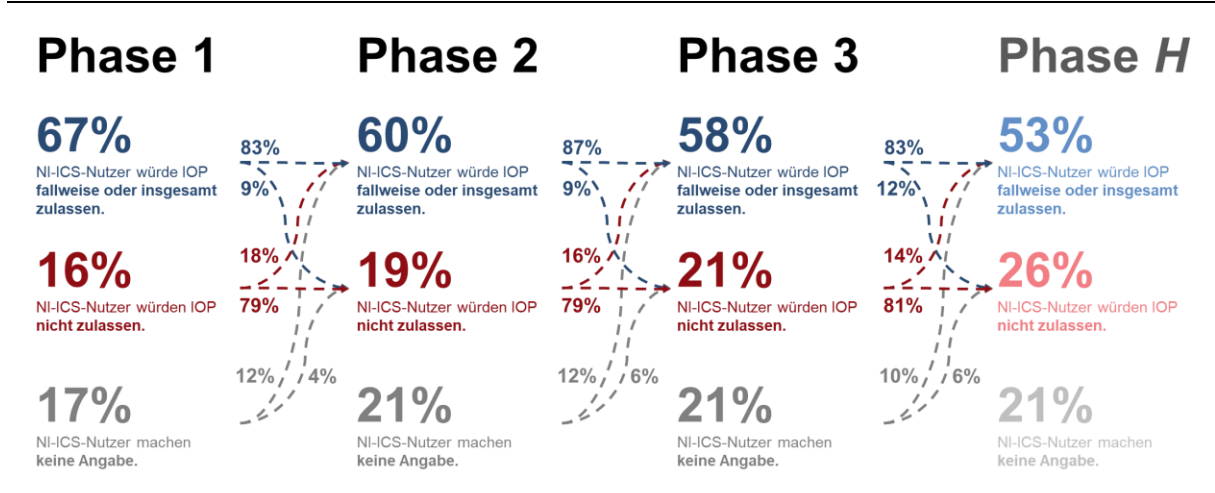 Phase 1
Phase 2
Phase 3
Phase H
67%
NI-ICS-Nutzer würde IOP
fallweise oder insgesamt
zulassen.
83%
9%
60%
NI-ICS-Nutzer würde IOP
fallweise oder insgesamt
zulassen.
87%
9%
58%
NI-ICS-Nutzer würde IOP
fallweise oder insgesamt
zulassen.
83%
12%
53%
NI-ICS-Nutzer würde IOP
fallweise oder insgesamt
zulassen.
16%
NI-ICS-Nutzer würden IOP
nicht zulassen.
18%
79%
19%
NI-ICS-Nutzer würden IOP
nicht zulassen.
16%
79%
21%
NI-ICS-Nutzer würden IOP
nicht zulassen.
14%
81%
26%
NI-ICS-Nutzer würden IOP
nicht zulassen.
17%
NI-ICS-Nutzer machen
keine Angabe.
12%
4%
21%
NI-ICS-Nutzer machen
keine Angabe.
12%
6%
21%
NI-ICS-Nutzer machen
keine Angabe.
10%
6%
21%
NI-ICS-Nutzer machen
keine Angabe.